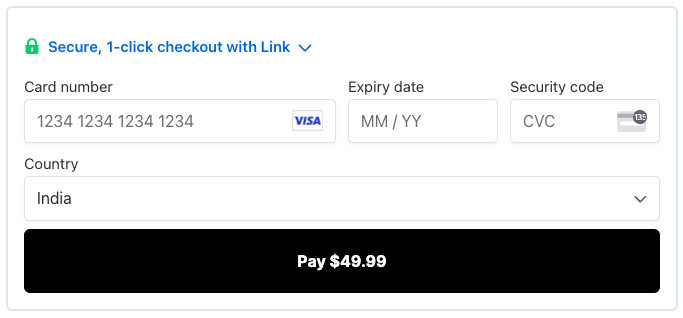 Secure, 1-click checkout with Link
Card number Expiry date Security code
1234 1234 1234 1234 VISA MM / YY CVC 135
Country
India
Pay $49.99